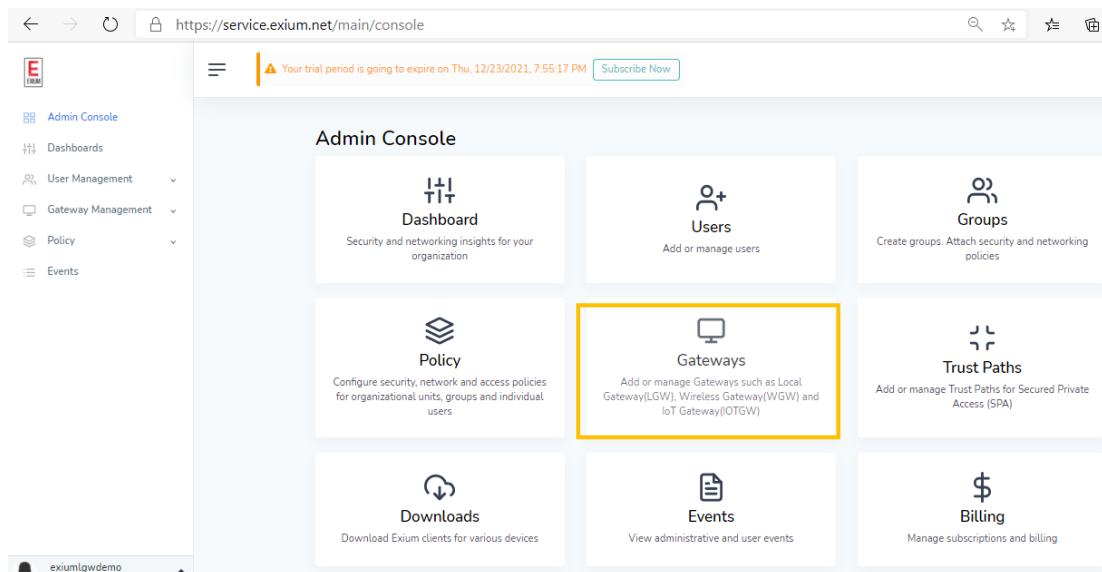 https://service.exium.net/main/console
E
EXIUM
Your trial period is going to expire on Thu, 12/23/2021, 7:55:17 PM
Subscribe Now
Admin Console
Dashboards
User Management
Gateway Management
Policy
Events
Admin Console
Dashboard
Security and networking insights for your
organization
Users
Add or manage users
Groups
Create groups. Attach security and networking
policies
Policy
Configure security, network and access policies
for organizational units, groups and individual
users
Gateways
Add or manage Gateways such as Local
Gateway(LGW), Wireless Gateway(WGW) and
IoT Gateway(IOTGW)
Trust Paths
Add or manage Trust Paths for Secured Private
Access (SPA)
Downloads
Download Exium clients for various devices
Events
View administrative and user events
Billing
Manage subscriptions and billing
exiumlgwdemo